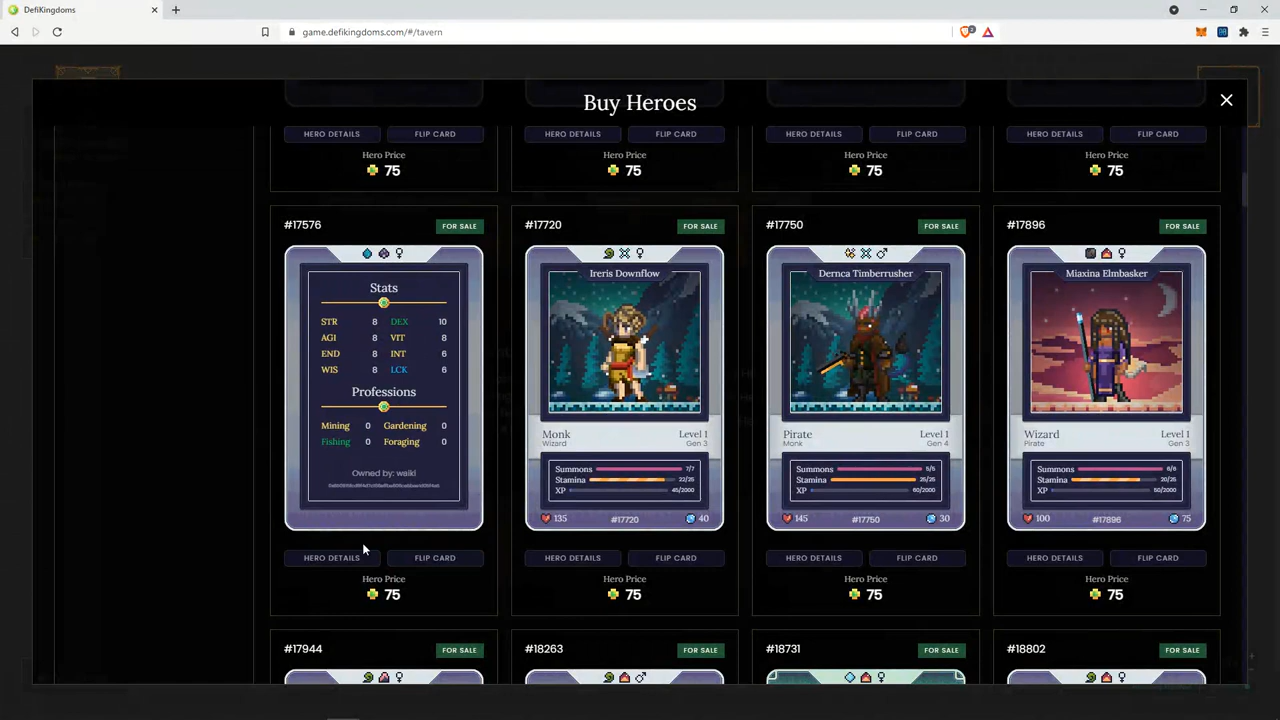 DefiKingdoms
game.defikingdoms.com/#/tavern
Buy Heroes
HERO DETAILS FLIP CARD HERO DETAILS FLIP CARD HERO DETAILS FLIP CARD HERO DETAILS FLIP CARD
Hero Price Hero Price Hero Price Hero Price
75 75 75 75
#17576 FOR SALE #17720 FOR SALE #17750 FOR SALE #17896 FOR SALE
Stats
STR 8 DEX 10
AGI 8 VIT 8
END 8 INT 6
WIS 8 LCK 6
Professions
Mining 0 Gardening 0
Fishing 0 Foraging 0
Owned by: waiki
Ireris Downflow
Monk Level 1
Wizard Gen 3
Summons 7/7
Stamina 22/25
XP 45/2000
135 #17720 40
Dernca Timberrusher
Pirate Level 1
Monk Gen 4
Summons 5/5
Stamina 25/25
XP 60/2000
145 #17750 30
Miaxina Elmbasker
Wizard Level 1
Pirate Gen 3
Summons 6/6
Stamina 20/25
XP 50/2000
100 #17896 75
HERO DETAILS FLIP CARD HERO DETAILS FLIP CARD HERO DETAILS FLIP CARD HERO DETAILS FLIP CARD
Hero Price Hero Price Hero Price Hero Price
75 75 75 75
#17944 FOR SALE #18263 FOR SALE #18731 FOR SALE #18802 FOR SALE